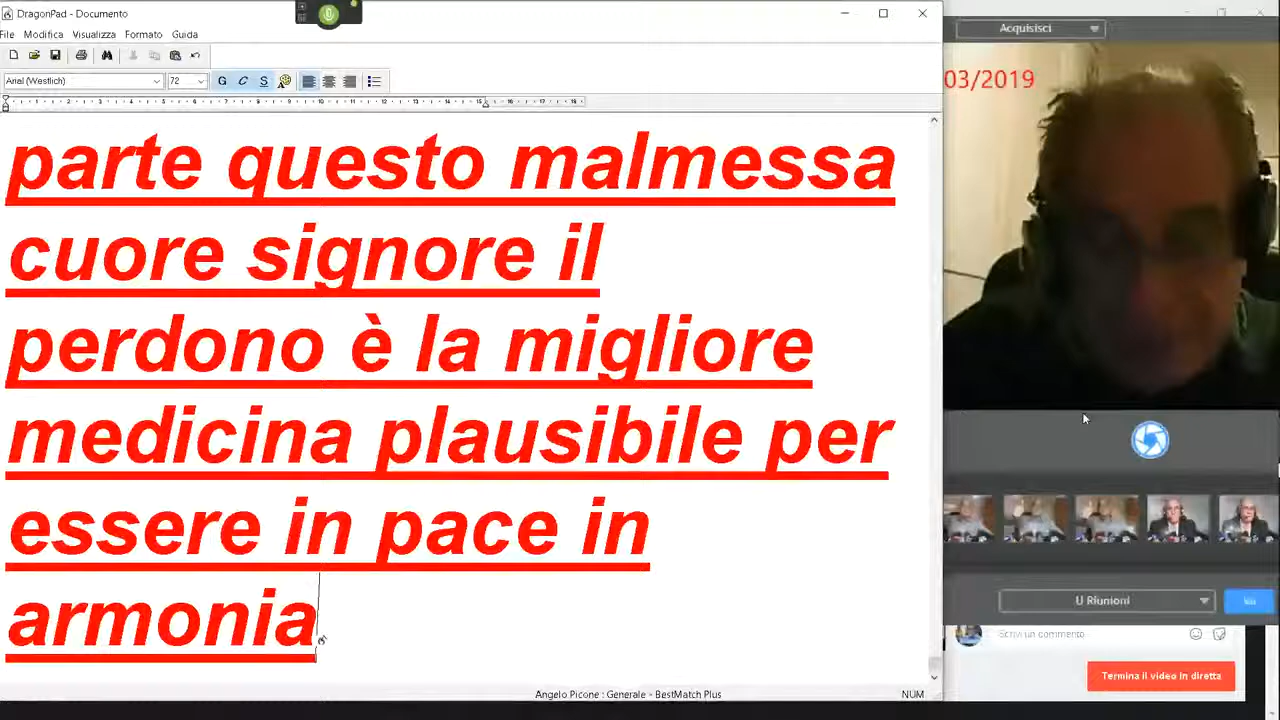 DragonPad - Documento
File Modifica Visualizza Formato Guida
Arial (Westlich) 72 G C S
parte questo malmessa
cuore signore il
perdono è la migliore
medicina plausibile per
essere in pace in
armonia
Angelo Picone : Generale - BestMatch Plus
NUM
Acquisisci
03/2019
U Riunioni
Scrivi un commento
Termina il video in diretta